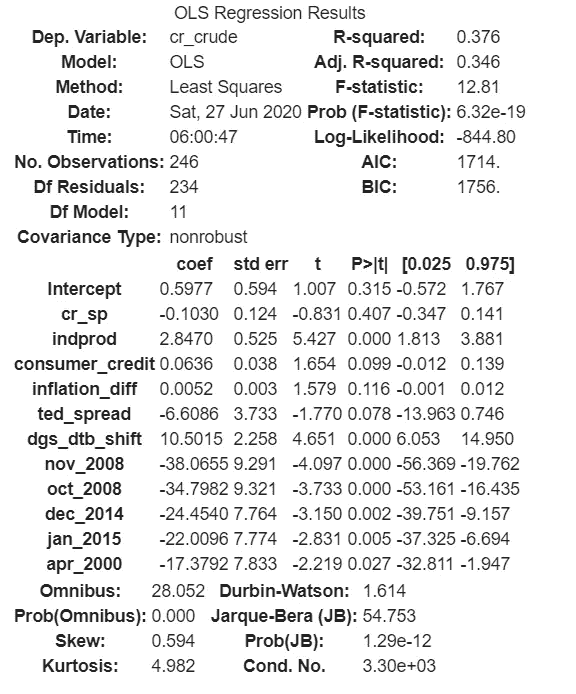 OLS Regression Results
Dep. Variable: cr_crude R-squared: 0.376
Model: OLS Adj. R-squared: 0.346
Method: Least Squares F-statistic: 12.81
Date: Sat, 27 Jun 2020 Prob (F-statistic): 6.32e-19
Time: 06:00:47 Log-Likelihood: -844.80
No. Observations: 246 AIC: 1714.
Df Residuals: 234 BIC: 1756.
Df Model: 11
Covariance Type: nonrobust
coef std err t P>|t| [0.025 0.975]
Intercept 0.5977 0.594 1.007 0.315 -0.572 1.767
cr_sp -0.1030 0.124 -0.831 0.407 -0.347 0.141
indprod 2.8470 0.525 5.427 0.000 1.813 3.881
consumer_credit 0.0636 0.038 1.654 0.099 -0.012 0.139
inflation_diff 0.0052 0.003 1.579 0.116 -0.001 0.012
ted_spread -6.6086 3.733 -1.770 0.078 -13.963 0.746
dgs_dtb_shift 10.5015 2.258 4.651 0.000 6.053 14.950
nov_2008 -38.0655 9.291 -4.097 0.000 -56.369 -19.762
oct_2008 -34.7982 9.321 -3.733 0.000 -53.161 -16.435
dec_2014 -24.4540 7.764 -3.150 0.002 -39.751 -9.157
jan_2015 -22.0096 7.774 -2.831 0.005 -37.325 -6.694
apr_2000 -17.3792 7.833 -2.219 0.027 -32.811 -1.947
Omnibus: 28.052 Durbin-Watson: 1.614
Prob(Omnibus): 0.000 Jarque-Bera (JB): 54.753
Skew: 0.594 Prob(JB): 1.29e-12
Kurtosis: 4.982 Cond. No. 3.30e+03